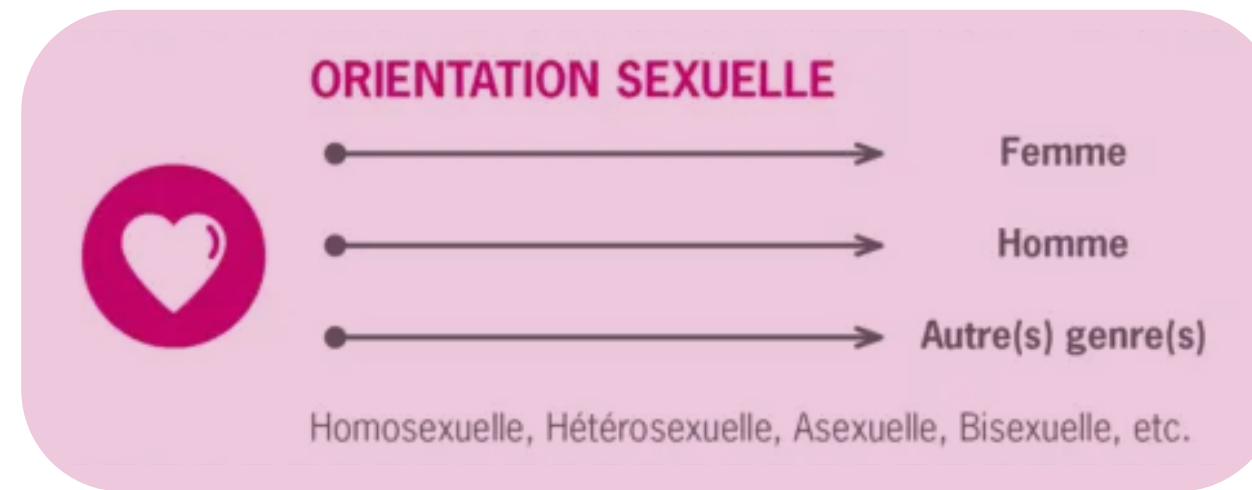 ORIENTATION SEXUELLE
Femme
Homme
Autre(s) genre(s)
Homosexuelle, Hétérosexuelle, Asexuelle, Bisexuelle, etc.